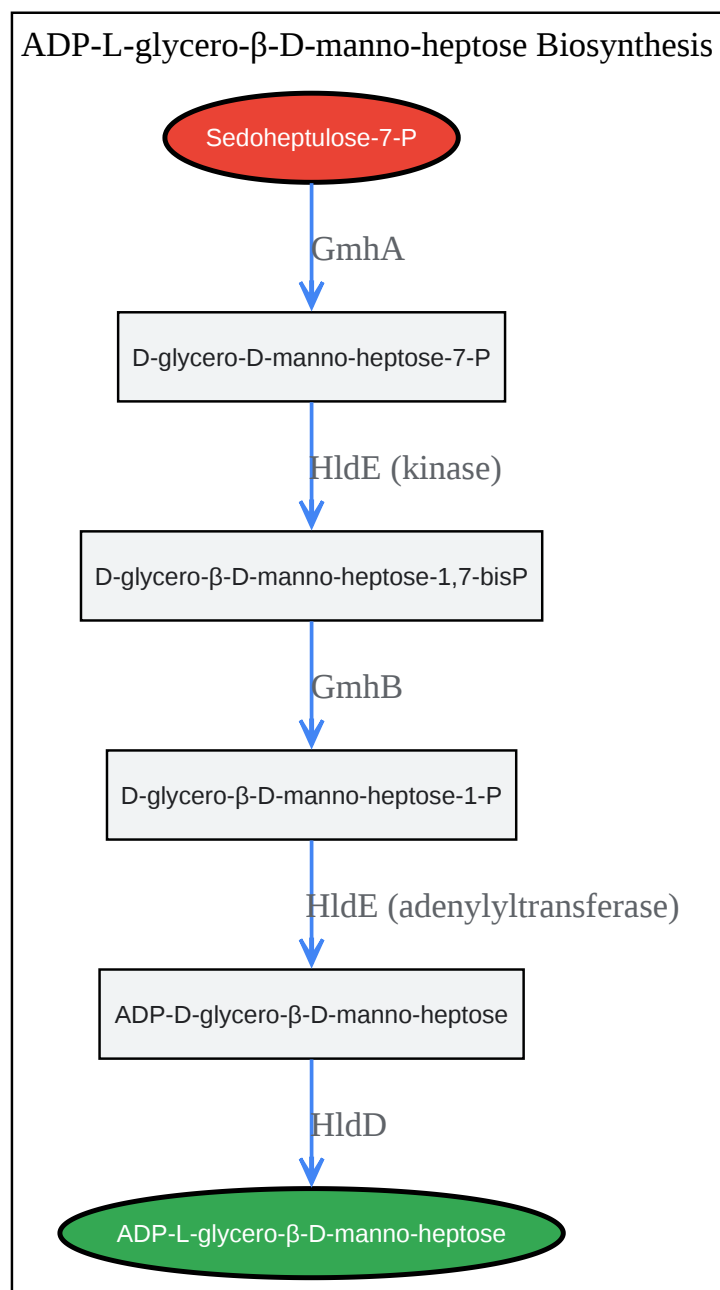 ADP-L-glycero-β-D-manno-heptose Biosynthesis
Sedoheptulose-7-P
GmhA
D-glycero-D-manno-heptose-7-P
HldE (kinase)
D-glycero-β-D-manno-heptose-1,7-bisP
GmhB
D-glycero-β-D-manno-heptose-1-P
HldE (adenylyltransferase)
ADP-D-glycero-β-D-manno-heptose
HldD
ADP-L-glycero-β-D-manno-heptose